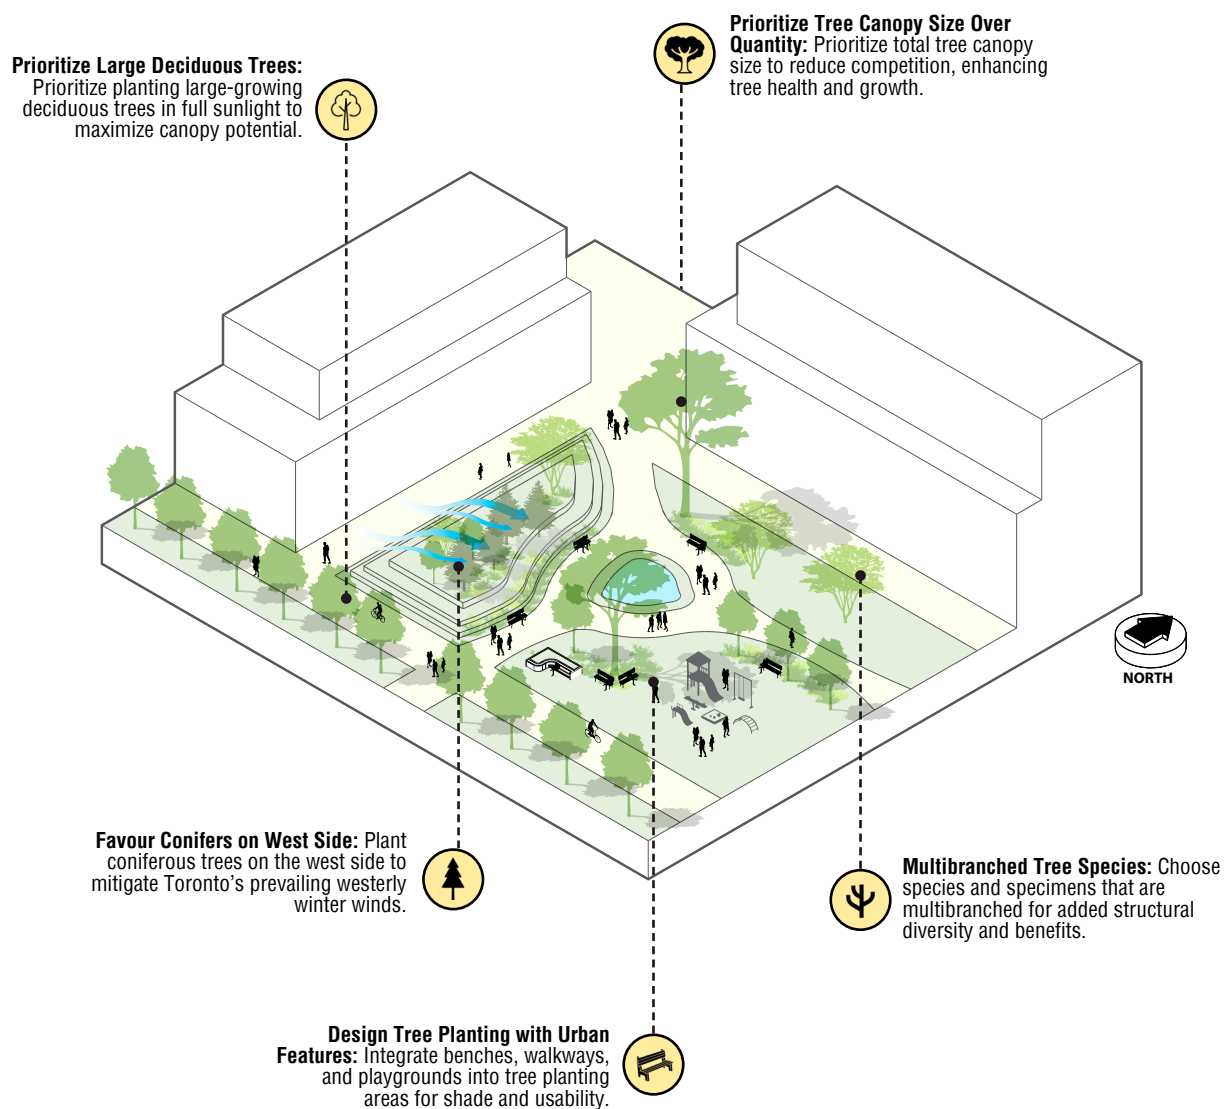 Prioritize Tree Canopy Size Over
Quantity: Prioritize total tree canopy
size to reduce competition, enhancing
tree health and growth.
Prioritize Large Deciduous Trees:
Prioritize planting large-growing
deciduous trees in full sunlight to
maximize canopy potential.
NORTH
Favour Conifers on West Side: Plant
coniferous trees on the west side to
mitigate Toronto’s prevailing westerly
winter winds.
Multibranched Tree Species: Choose
species and specimens that are
multibranched for added structural
diversity and benefits.
Design Tree Planting with Urban
Features: Integrate benches, walkways,
and playgrounds into tree planting
areas for shade and usability.